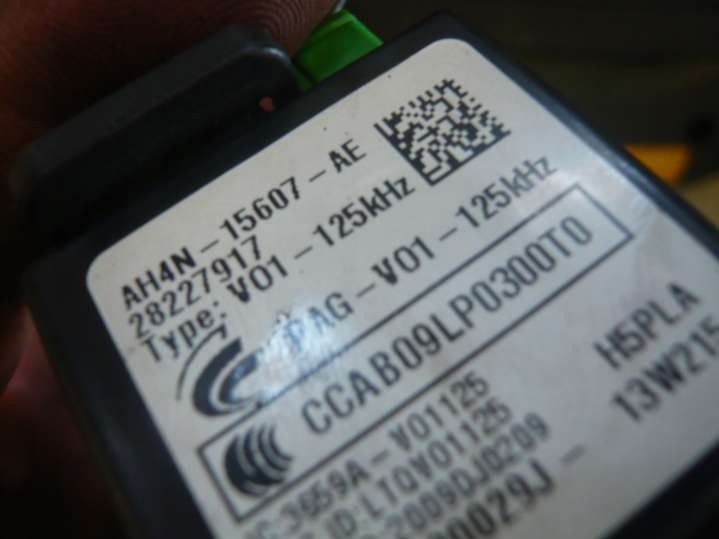 AH4N-15607-AE
28227917
Type: V01-125kHz
PAG-V01-125kHz
CCAB09LP0300T0
H5PLA
13W215
IC:3659A-V01125
ID:LTQV01125
:2009DJ0209
0029J-